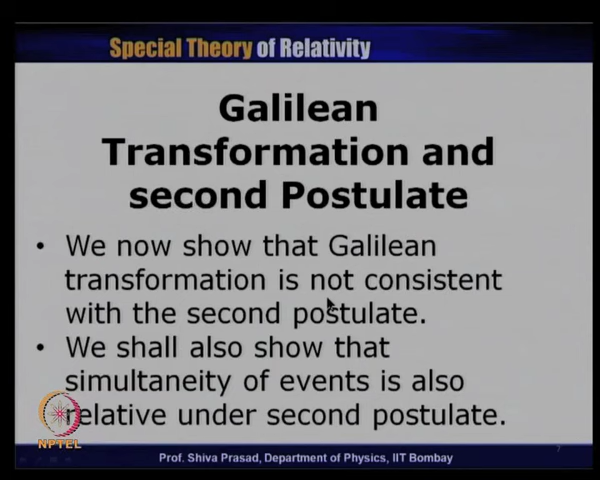 Special Theory of Relativity
Galilean
Transformation and
second Postulate
• We now show that Galilean
transformation is not consistent
with the second postulate.
• We shall also show that
simultaneity of events is also
relative under second postulate.
NPTEL
Prof. Shiva Prasad, Department of Physics, IIT Bombay
7